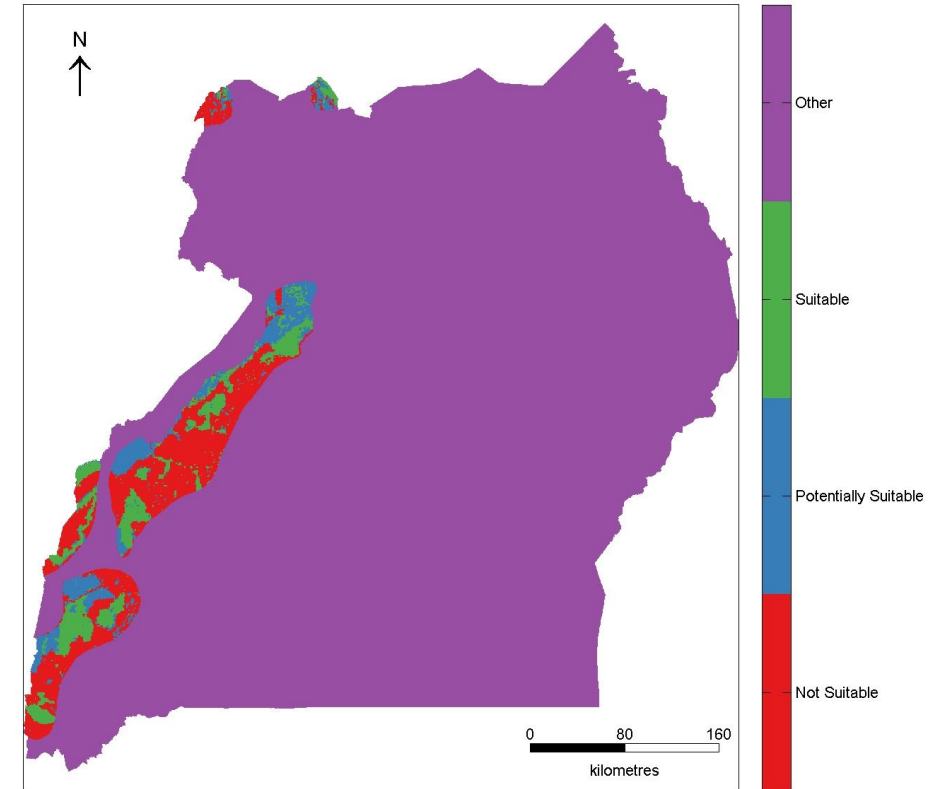 N
Other
Suitable
Potentially Suitable
Not Suitable
0 80 160
kilometres